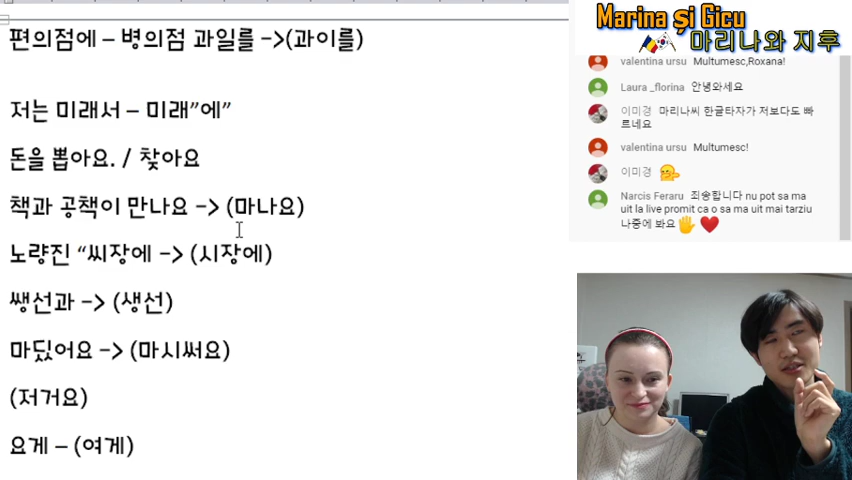 편의점에 – 병의점 과일를 ->(과이를)
저는 미래서 – 미래”에”
돈을 뽑아요. / 찾아요
책과 공책이 만나요 -> (마나요)
노량진 “씨장에 -> (시장에)
쌩선과 -> (생선)
마딨어요 -> (마시써요)
(저거요)
요게 – (여게)
Marina și Gicu
마리나와 지후
valentina ursu Multumesc,Roxana!
Laura _florina 안녕와세요
이미경 마리나씨 한글타자가 저보다도 빠
르네요
valentina ursu Multumesc!
이미경
Narcis Feraru 죄송합니다 nu pot sa ma
uit la live promit ca o sa ma uit mai tarziu
나중에 봐요